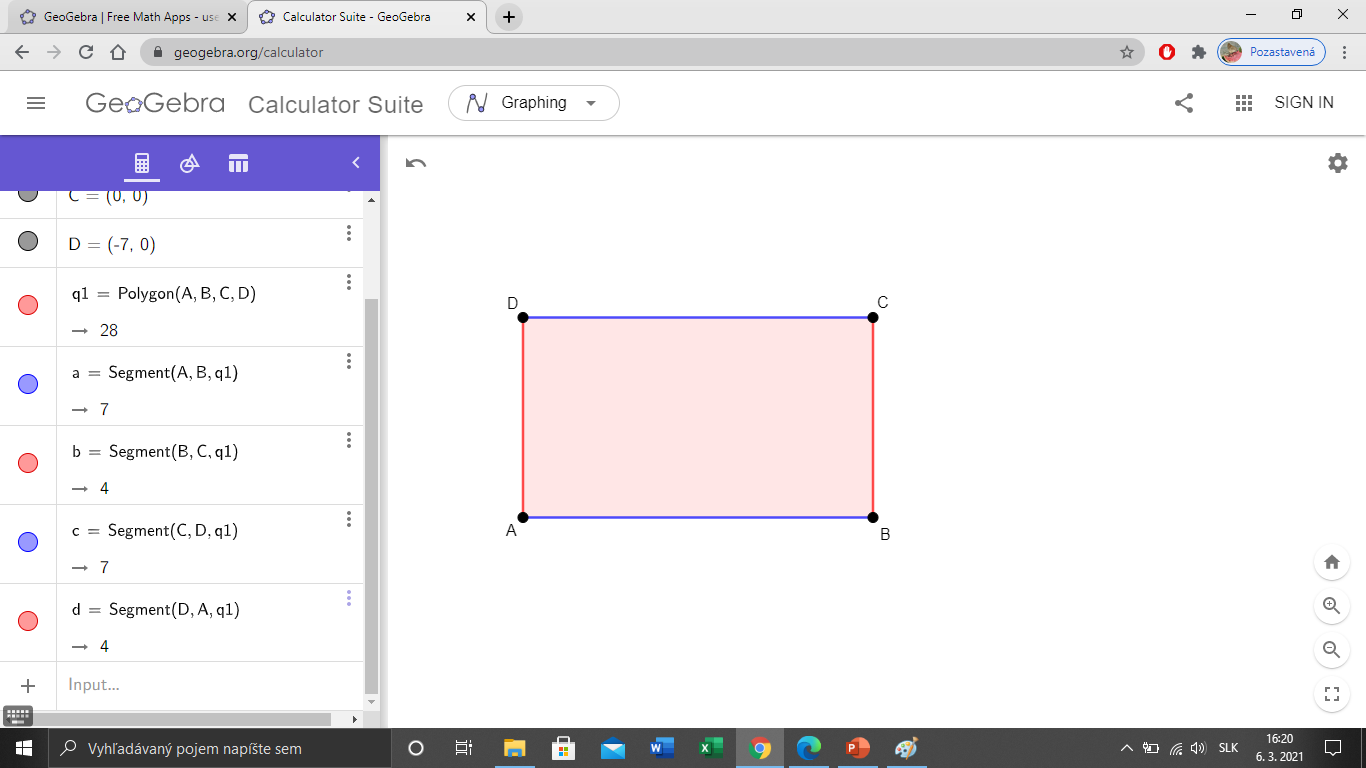 GeoGebra | Free Math Apps - use
Calculator Suite - GeoGebra
geogebra.org/calculator
Pozastavená
GeoGebra
Calculator Suite
Graphing
SIGN IN
C = (0, 0)
D = (-7, 0)
q1 = Polygon(A, B, C, D)
→ 28
a = Segment(A, B, q1)
→ 7
b = Segment(B, C, q1)
→ 4
c = Segment(C, D, q1)
→ 7
d = Segment(D, A, q1)
→ 4
Input...
D
C
A
B
Vyhľadávaný pojem napíšte sem
SLK
16:20
6. 3. 2021